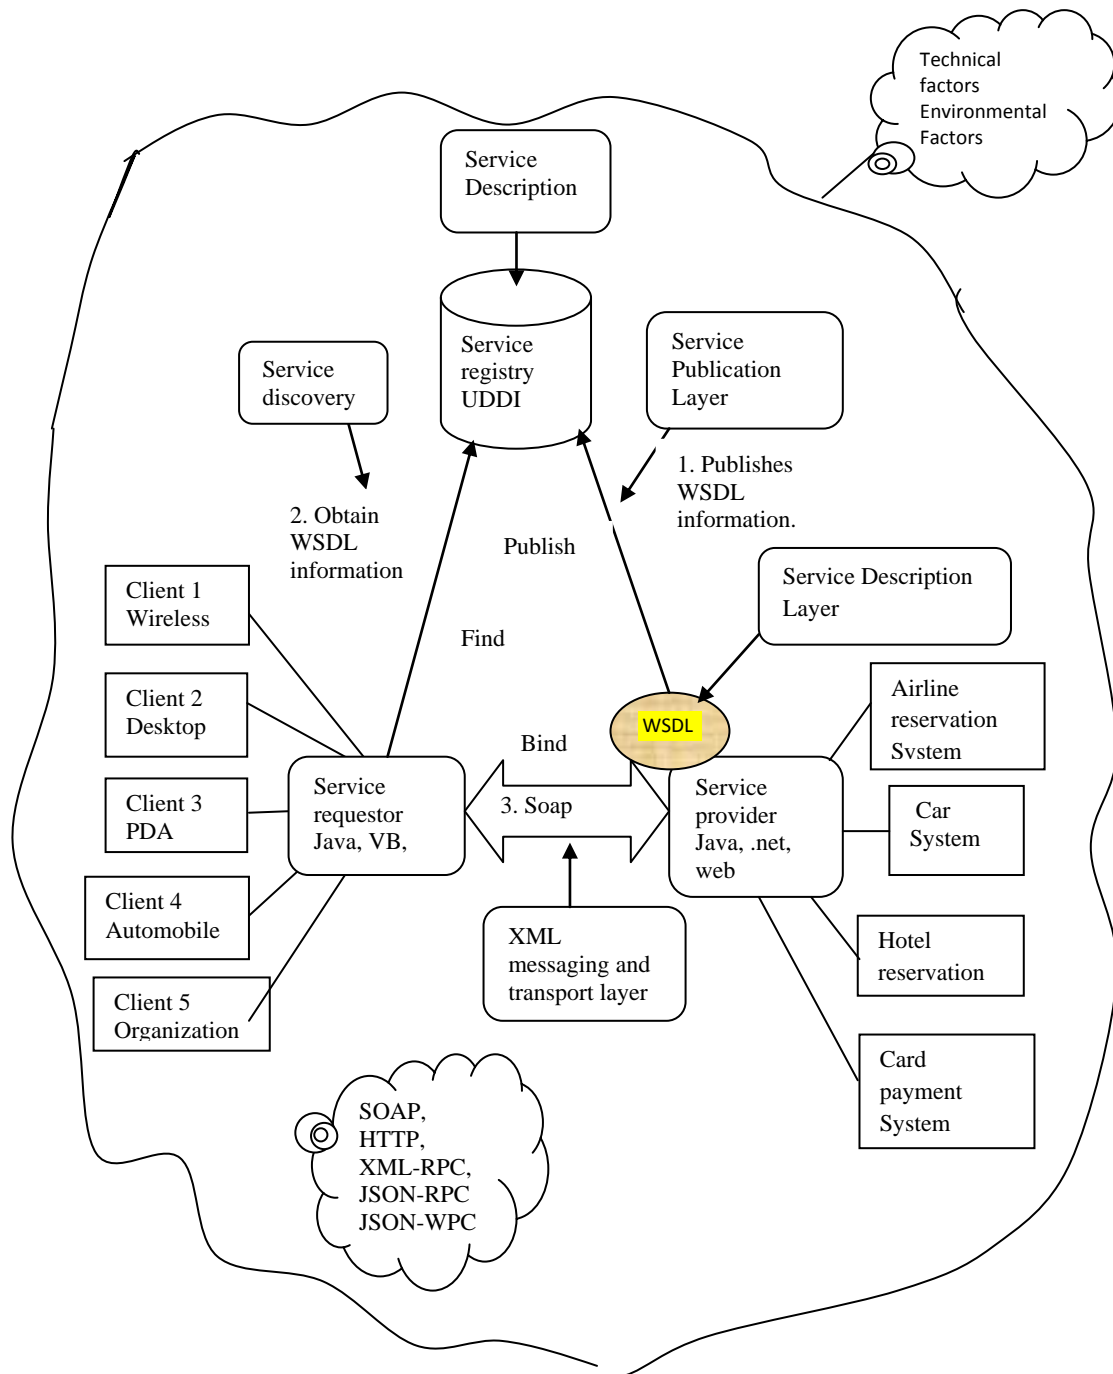 Technical
factors
Environmental
Factors
Service
Description
Service
registry
UDDI
Service
Publication
Layer
Service
discovery
1. Publishes
WSDL
information.
2. Obtain
WSDL
information
Publish
Service Description
Layer
Client 1
Wireless
Find
Client 2
Desktop
Airline
reservation
System
WSDL
Bind
Client 3
PDA
Service
requestor
Java, VB,
3. Soap
Service
provider
Java, .net,
web
Car
System
Client 4
Automobile
XML
messaging and
transport layer
Hotel
reservation
Client 5
Organization
Card
payment
System
SOAP,
HTTP,
XML-RPC,
JSON-RPC
JSON-WPC